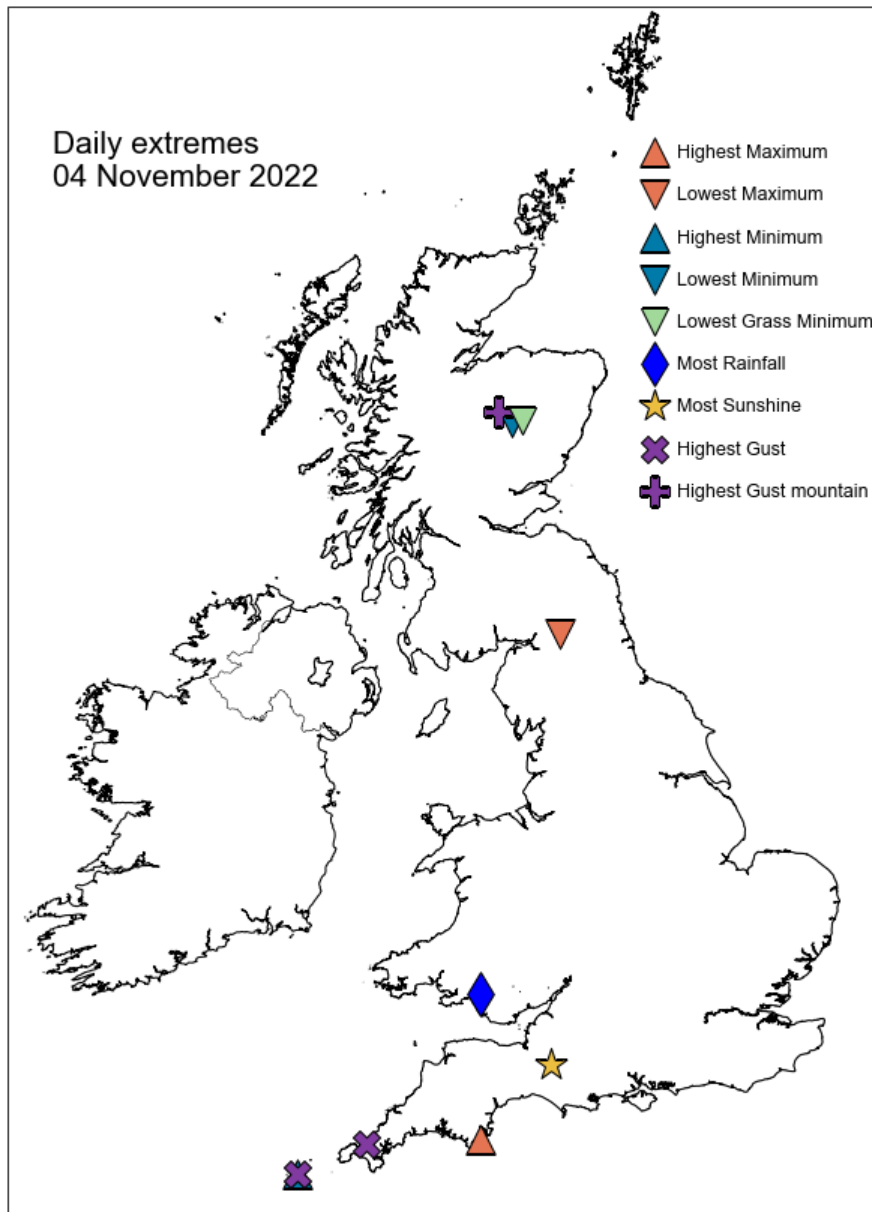 Daily extremes
04 November 2022
Highest Maximum
Lowest Maximum
Highest Minimum
Lowest Minimum
Lowest Grass Minimum
Most Rainfall
Most Sunshine
Highest Gust
Highest Gust mountain